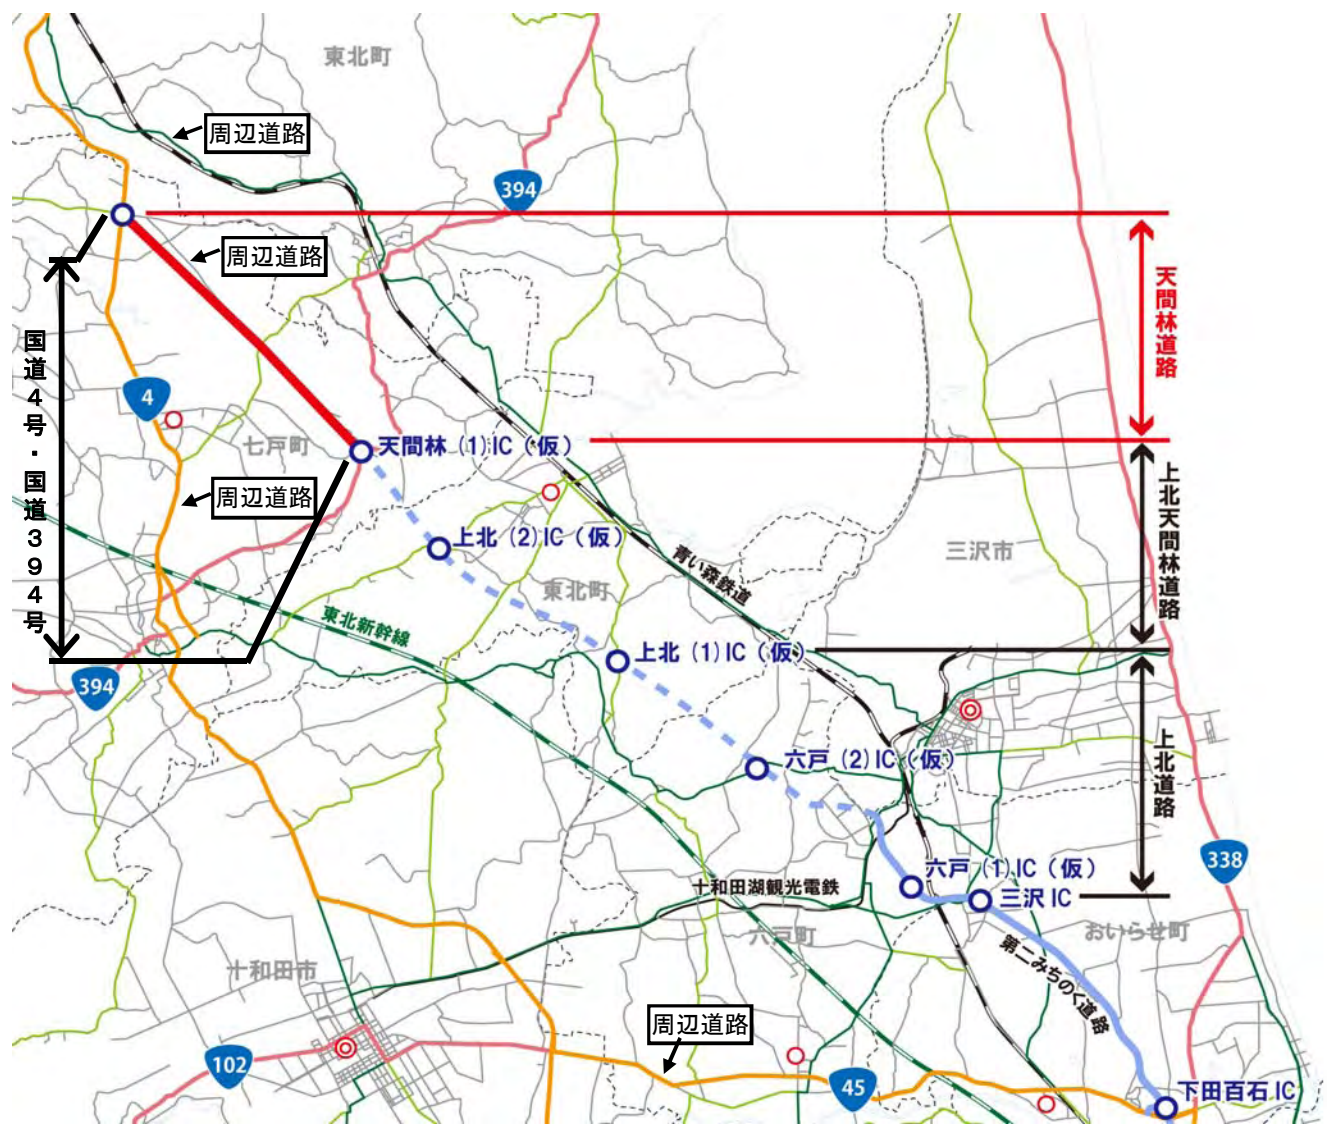 東北町
周辺道路
394
周辺道路
天間林道路
国道4号・国道394号
4
七戸町
天間林(1)IC(仮)
上北天間林道路
周辺道路
上北(2)IC(仮)
青い森鉄道
三沢市
東北町
東北新幹線
上北(1)IC(仮)
394
上北道路
六戸(2)IC(仮)
338
六戸(1)IC(仮)
十和田湖観光電鉄
三沢IC
六戸町
おいらせ町
第二みちのく道路
十和田市
周辺道路
102
45
下田百石IC